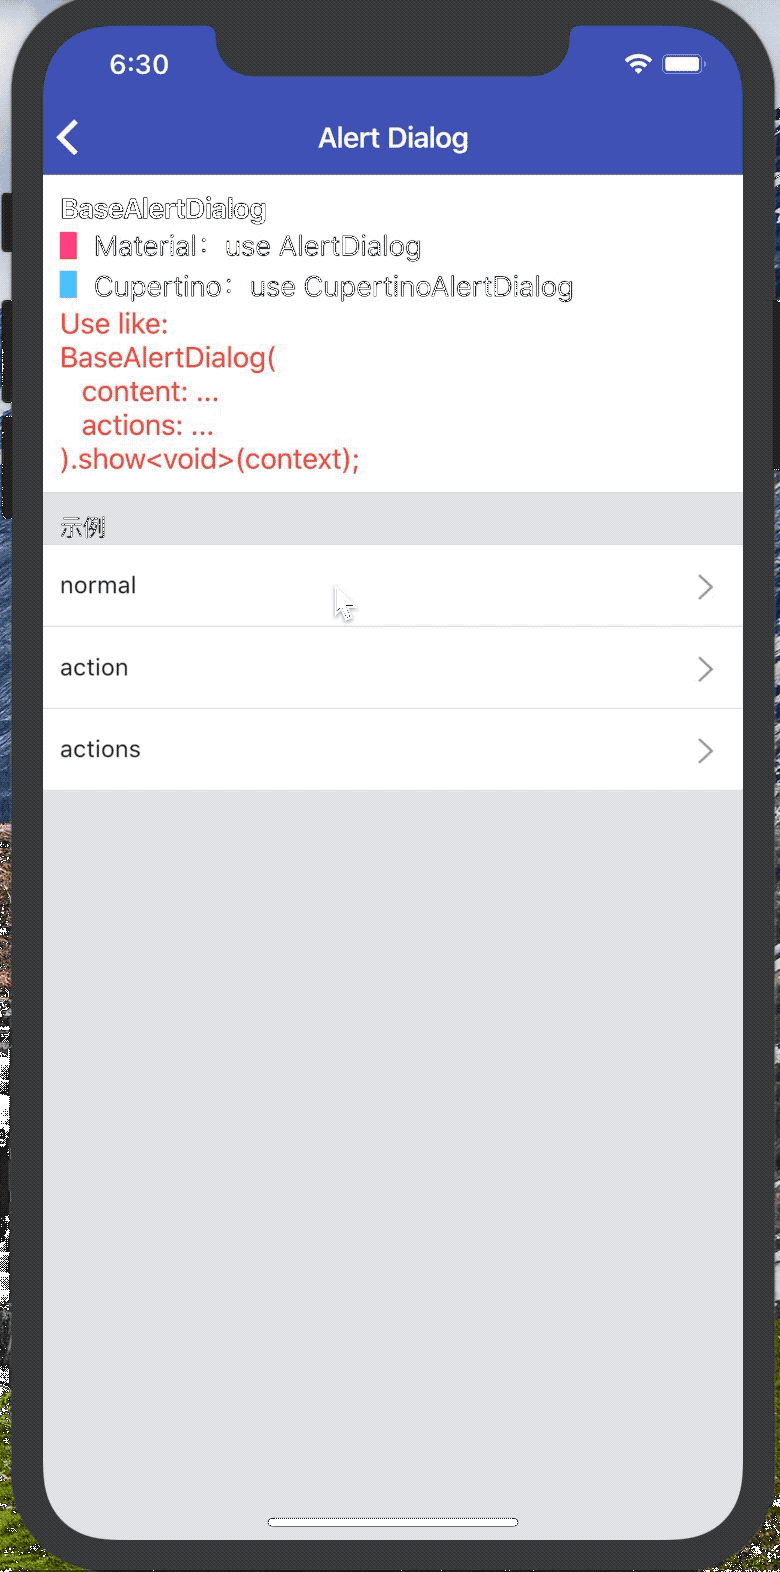 6:30
Alert Dialog
BaseAlertDialog
Material：use AlertDialog
Cupertino：use CupertinoAlertDialog
Use like:
BaseAlertDialog(
content: ...
actions: ...
).show<void>(context);
示例
normal
action
actions